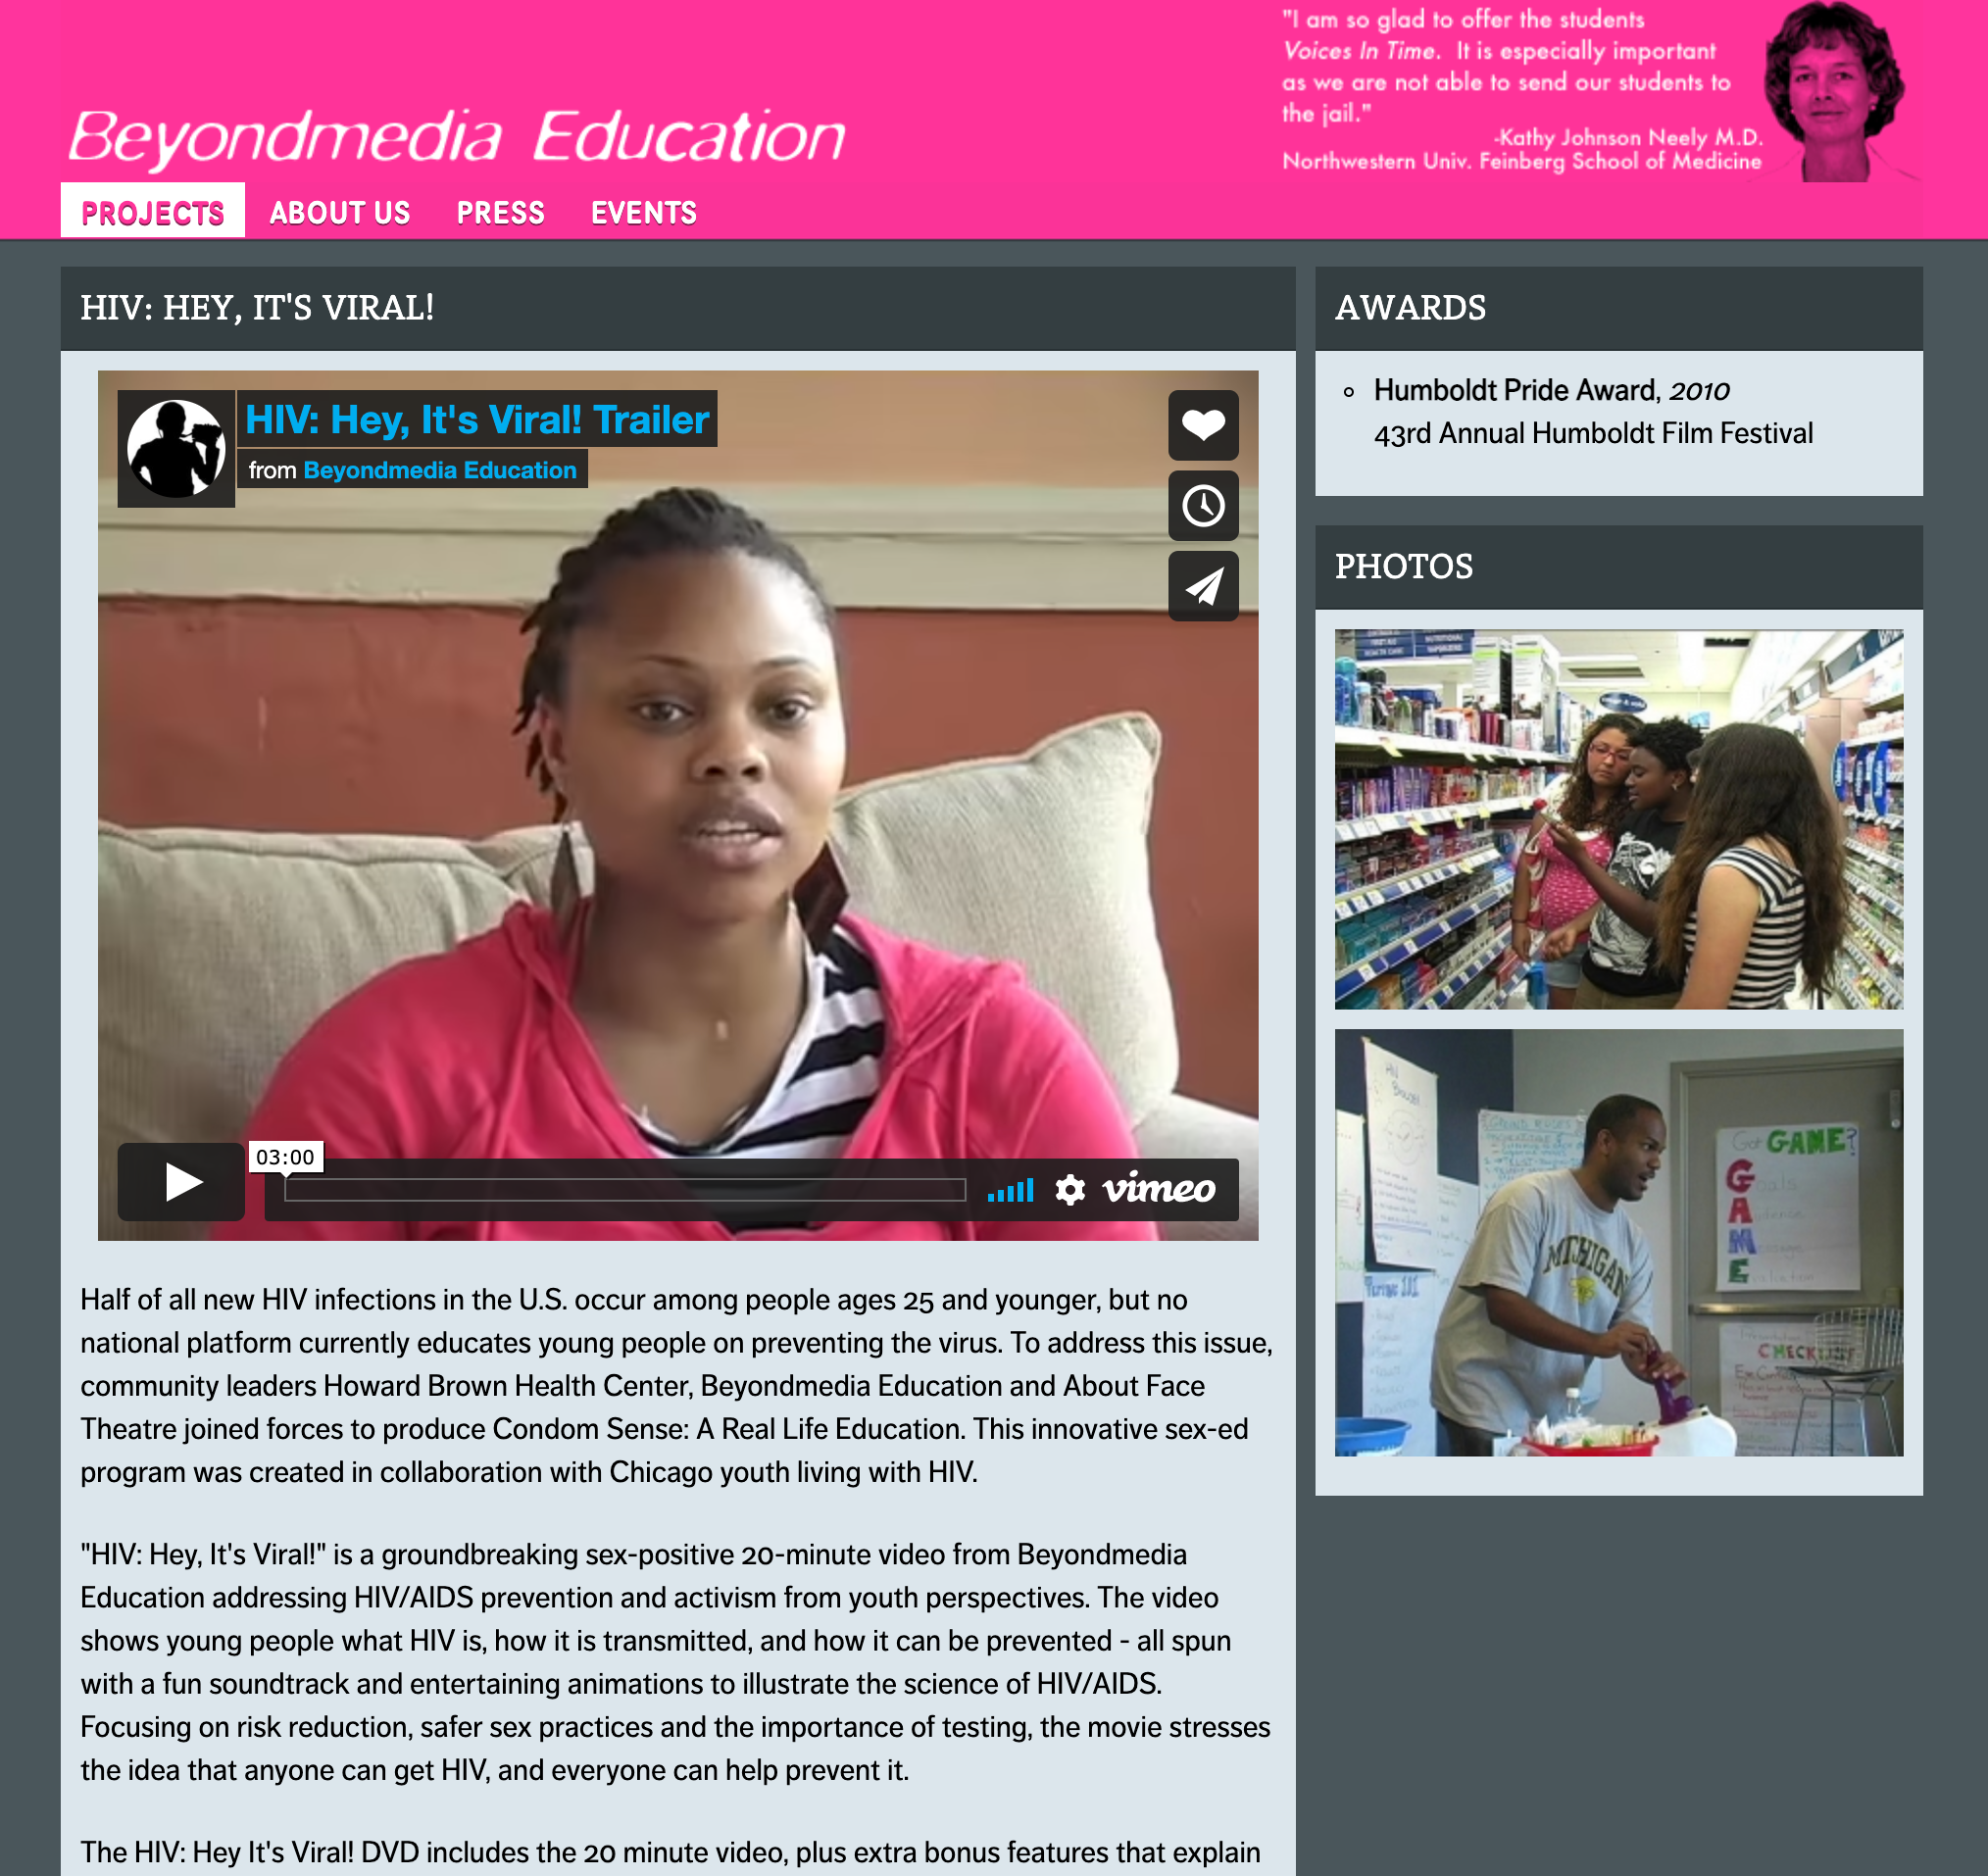 "I am so glad to offer the students
Voices In Time. It is especially important
as we are not able to send our students to
the jail."
-Kathy Johnson Neely M.D.
Northwestern Univ. Feinberg School of Medicine
Beyondmedia Education
PROJECTS ABOUT US PRESS EVENTS
HIV: HEY, IT'S VIRAL!
HIV: Hey, It's Viral! Trailer
from Beyondmedia Education
03:00
vimeo
Half of all new HIV infections in the U.S. occur among people ages 25 and younger, but no
national platform currently educates young people on preventing the virus. To address this issue,
community leaders Howard Brown Health Center, Beyondmedia Education and About Face
Theatre joined forces to produce Condom Sense: A Real Life Education. This innovative sex-ed
program was created in collaboration with Chicago youth living with HIV.
"HIV: Hey, It's Viral!" is a groundbreaking sex-positive 20-minute video from Beyondmedia
Education addressing HIV/AIDS prevention and activism from youth perspectives. The video
shows young people what HIV is, how it is transmitted, and how it can be prevented - all spun
with a fun soundtrack and entertaining animations to illustrate the science of HIV/AIDS.
Focusing on risk reduction, safer sex practices and the importance of testing, the movie stresses
the idea that anyone can get HIV, and everyone can help prevent it.
The HIV: Hey It's Viral! DVD includes the 20 minute video, plus extra bonus features that explain
AWARDS
Humboldt Pride Award, 2010
43rd Annual Humboldt Film Festival
PHOTOS
GROUND RULES
Got GAME?
Goals
A
M
Evaluation
MICHIGAN
CHECKLIST